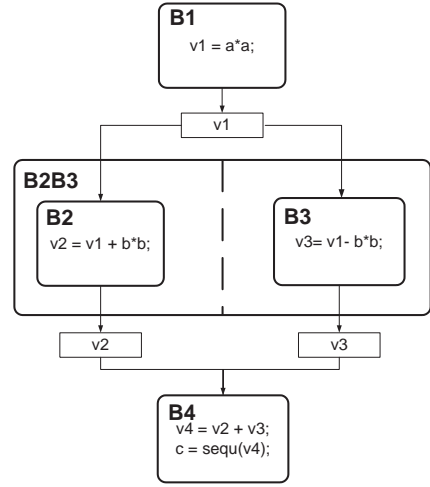 B1
v1 = a*a;
v1
B2B3
B2
v2 = v1 + b*b;
B3
v3= v1- b*b;
v2
v3
B4
v4 = v2 + v3;
c = sequ(v4);